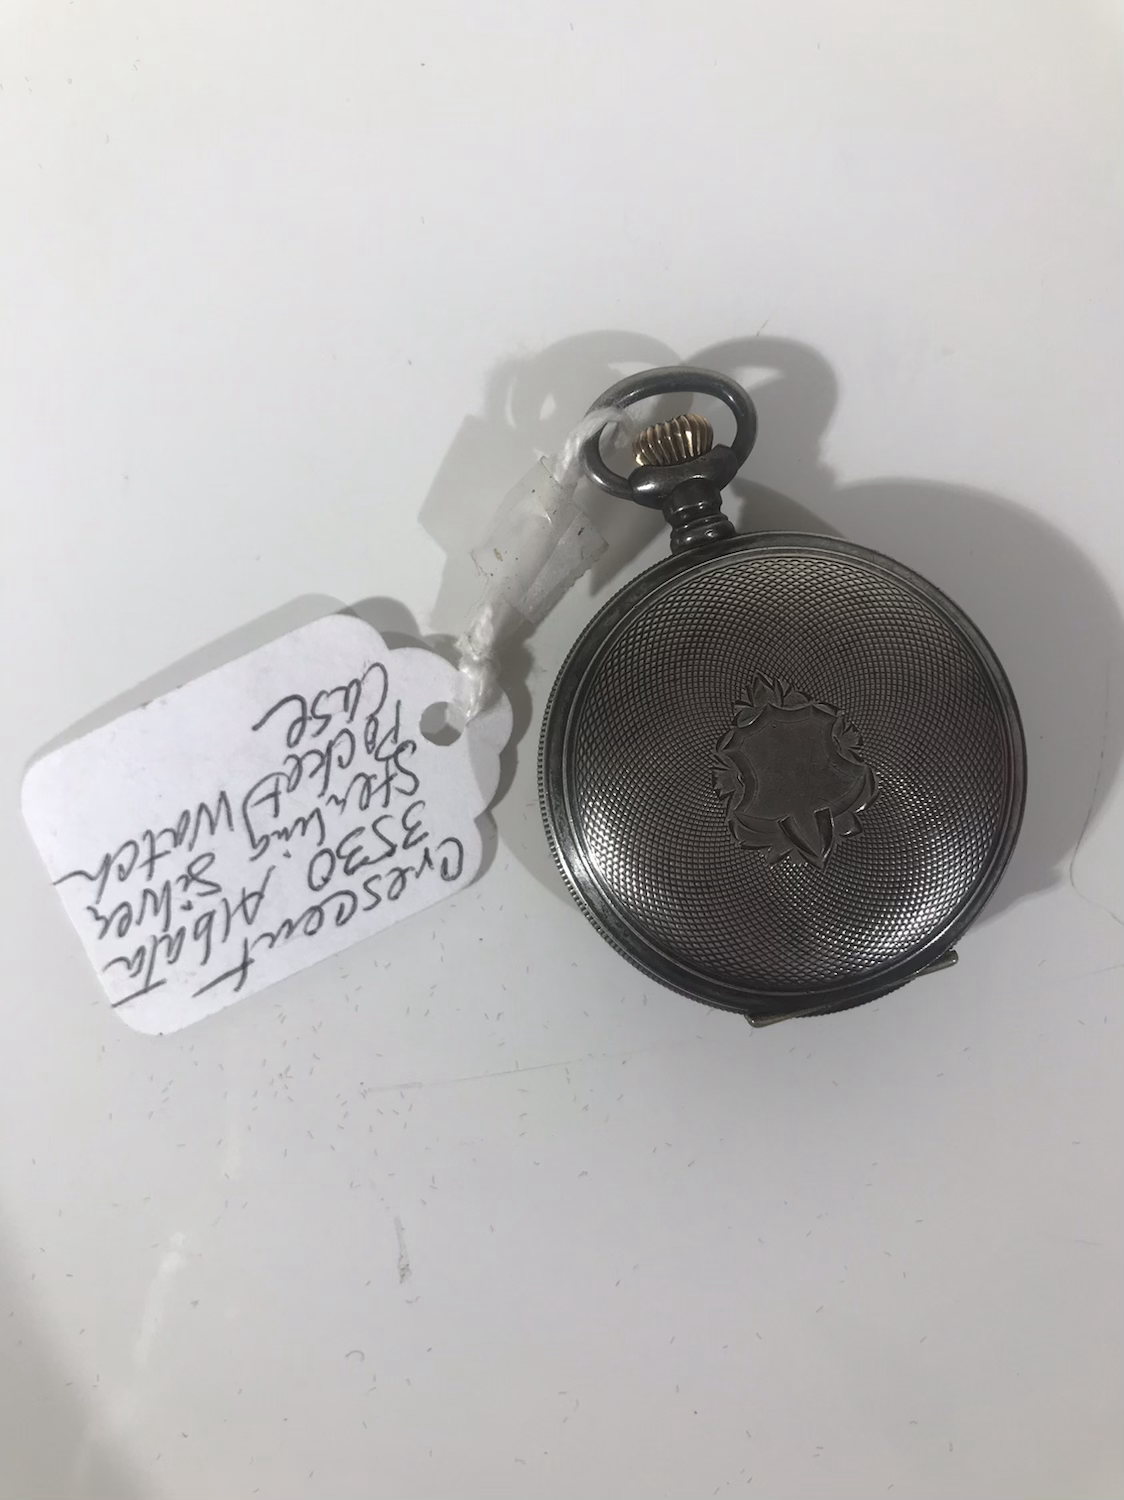 Crescent
3530 Albata
Sterling Silver
Pocket Watch
Case